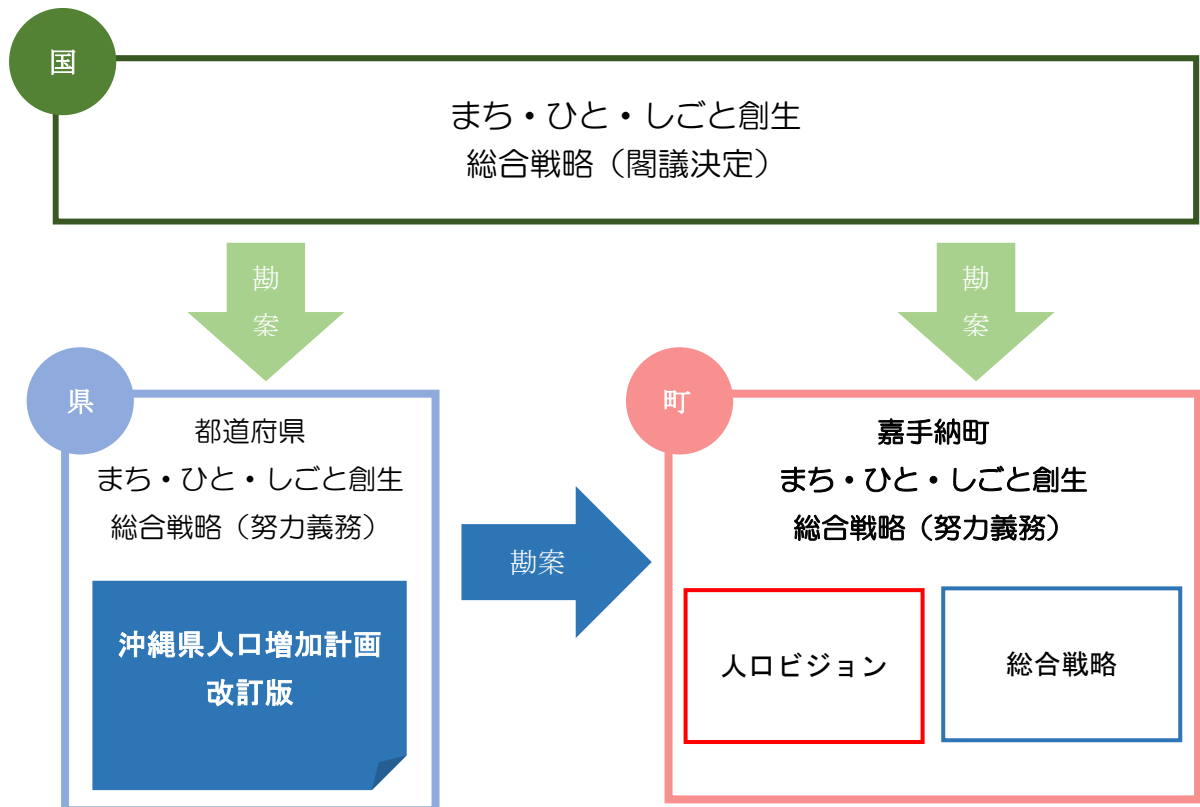 国
まち・ひと・しごと創生
総合戦略（閣議決定）
勘
案
勘
案
県
都道府県
まち・ひと・しごと創生
総合戦略（努力義務）
沖縄県人口増加計画
改訂版
勘案
町
嘉手納町
まち・ひと・しごと創生
総合戦略（努力義務）
人口ビジョン
総合戦略